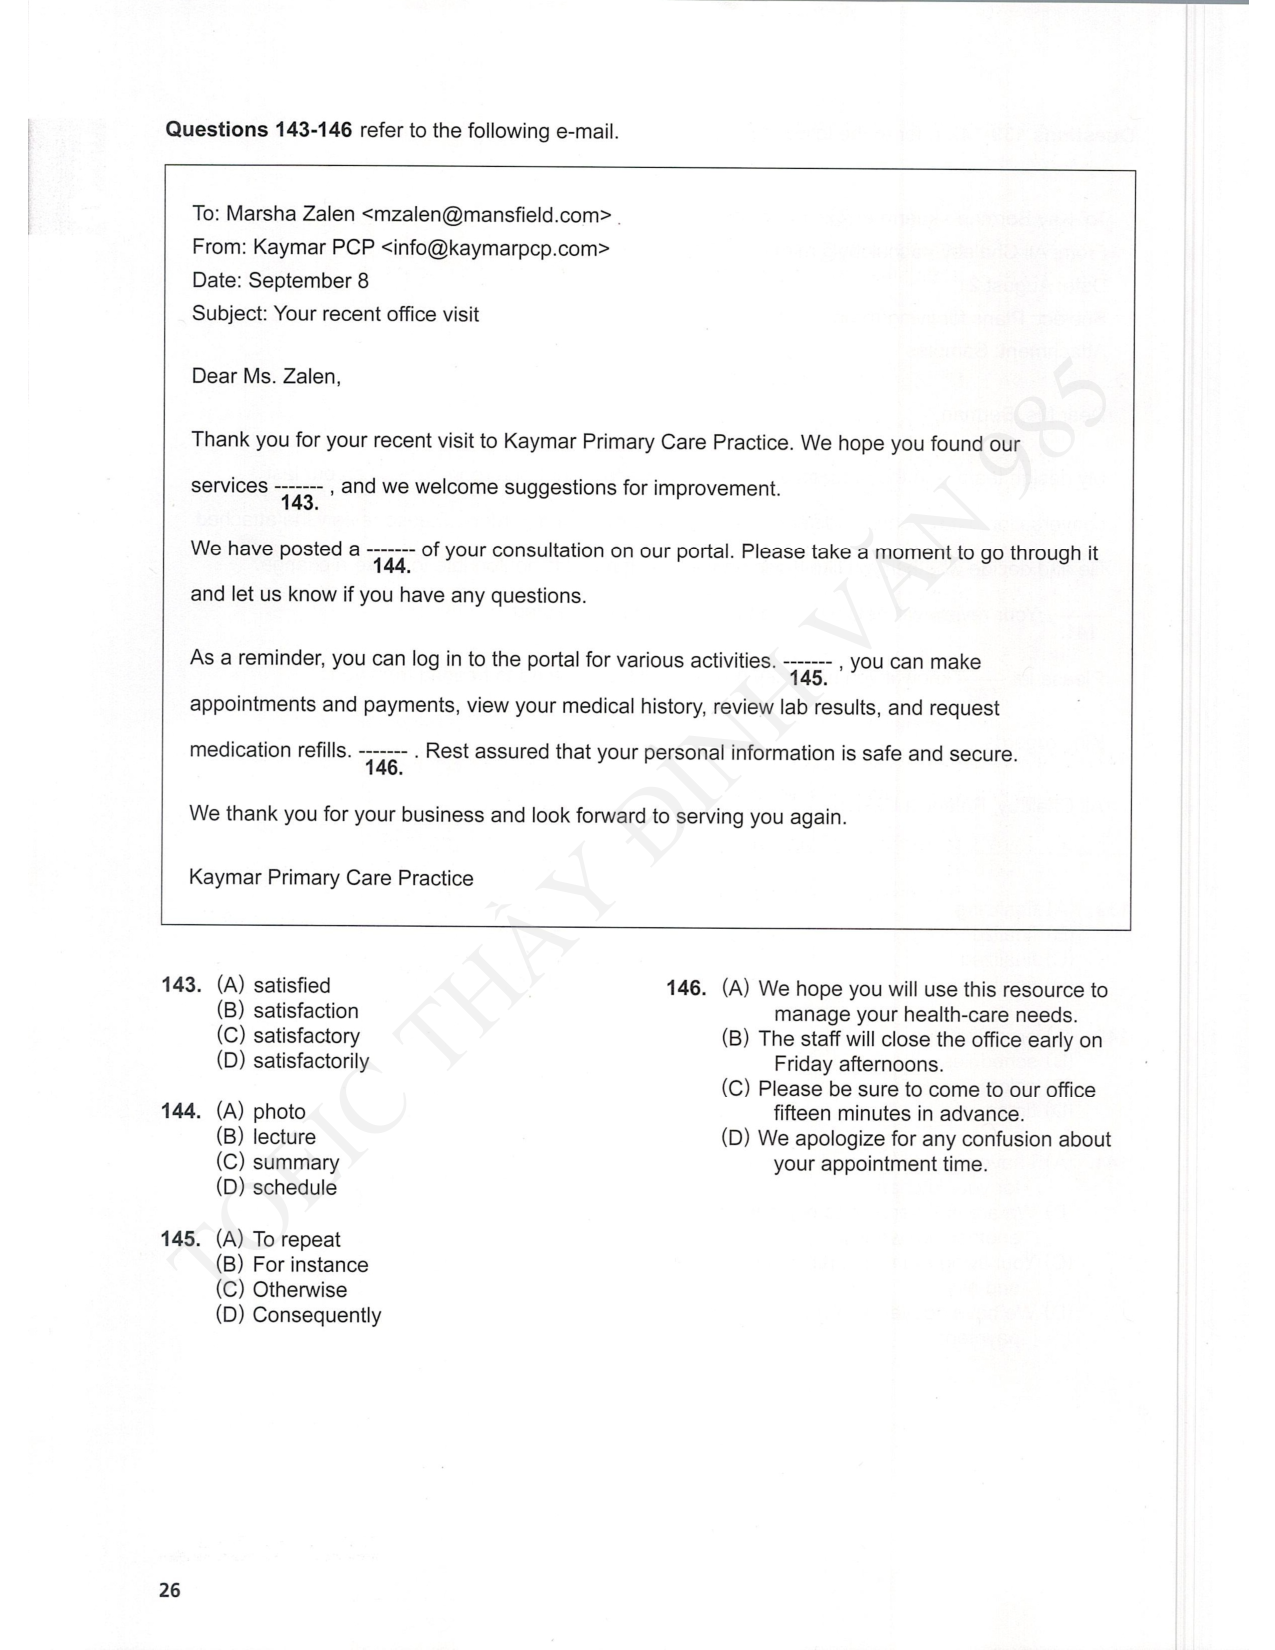 Questions 143-146 refer to the following e-mail.
To: Marsha Zalen <mzalen@mansfield.com>
From: Kaymar PCP <info@kaymarpcp.com>
Date: September 8
Subject: Your recent office visit
Dear Ms. Zalen,
Thank you for your recent visit to Kaymar Primary Care Practice. We hope you found our
services ------- , and we welcome suggestions for improvement.
143.
We have posted a ------- of your consultation on our portal. Please take a moment to go through it
144.
and let us know if you have any questions.
As a reminder, you can log in to the portal for various activities. ------- , you can make
145.
appointments and payments, view your medical history, review lab results, and request
medication refills. ------- . Rest assured that your personal information is safe and secure.
146.
We thank you for your business and look forward to serving you again.
Kaymar Primary Care Practice
143. (A) satisfied
(B) satisfaction
(C) satisfactory
(D) satisfactorily
144. (A) photo
(B) lecture
(C) summary
(D) schedule
145. (A) To repeat
(B) For instance
(C) Otherwise
(D) Consequently
146. (A) We hope you will use this resource to
manage your health-care needs.
(B) The staff will close the office early on
Friday afternoons.
(C) Please be sure to come to our office
fifteen minutes in advance.
(D) We apologize for any confusion about
your appointment time.
TOEIC THẦY ĐINH VĂN 985
26